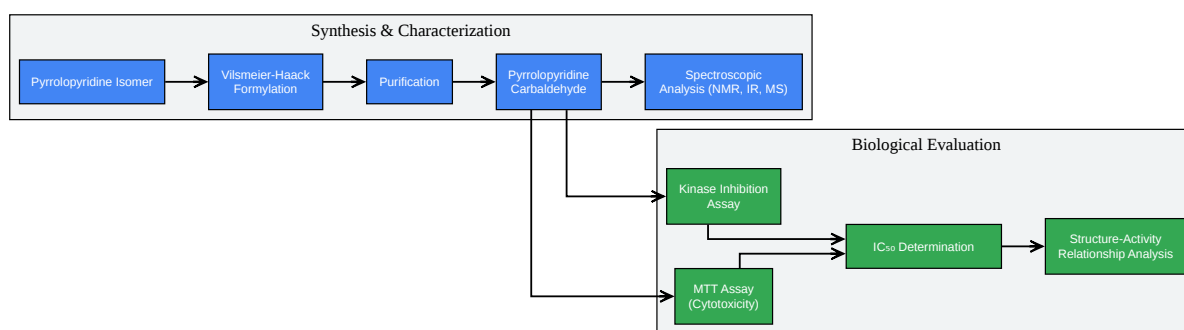 Synthesis & Characterization
Pyrrolopyridine Isomer
Vilsmeier-Haack
Formylation
Purification
Pyrrolopyridine
Carbaldehyde
Spectroscopic
Analysis (NMR, IR, MS)
Biological Evaluation
Kinase Inhibition
Assay
MTT Assay
(Cytotoxicity)
IC₅₀ Determination
Structure-Activity
Relationship Analysis